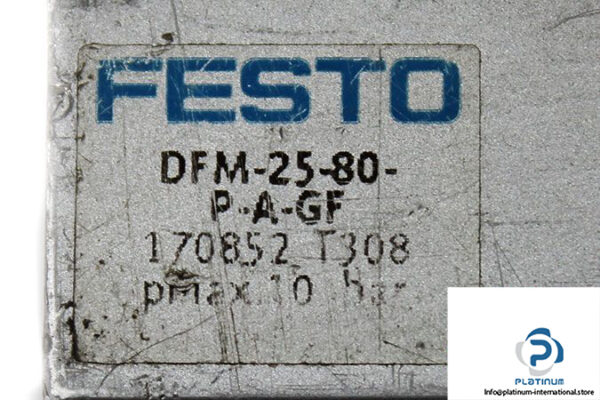 FESTO
DFM-25-80-
P-A-GF
170852 T308
pmax 10 bar
PLATINUM
info@platinum-international.store